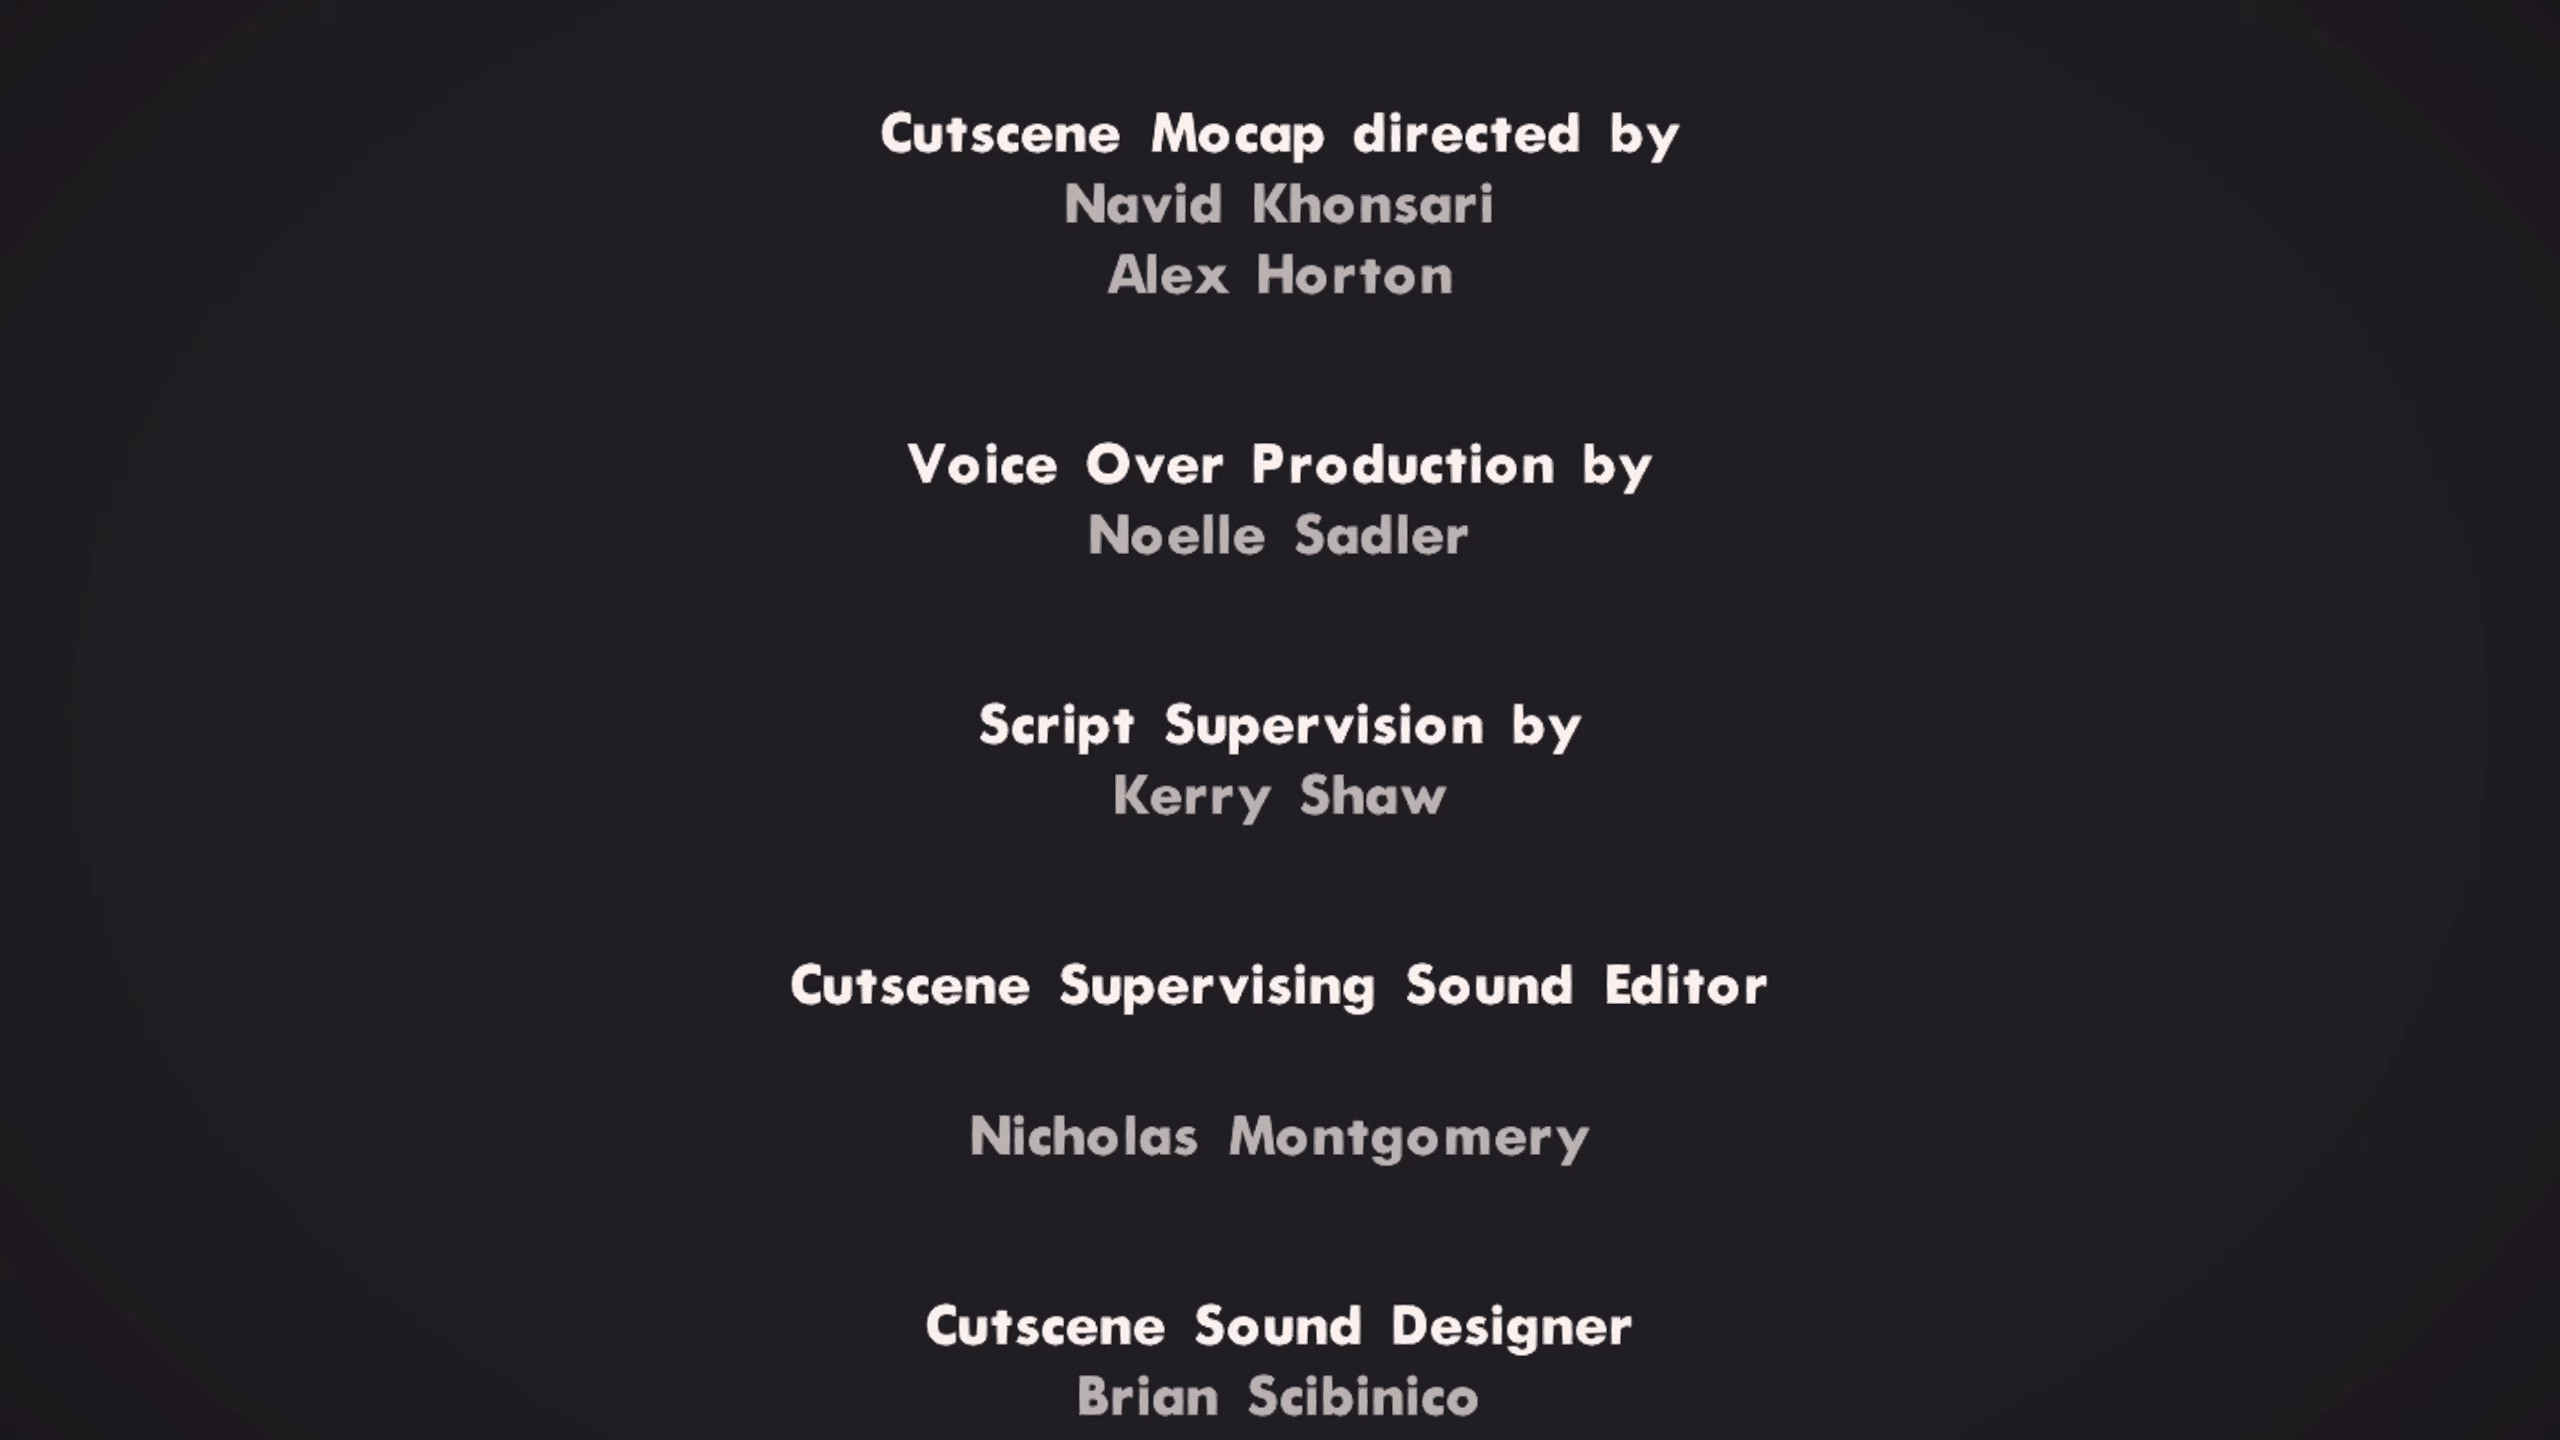 Cutscene Mocap directed by
Navid Khonsari
Alex Horton
Voice Over Production by
Noelle Sadler
Script Supervision by
Kerry Shaw
Cutscene Supervising Sound Editor
Nicholas Montgomery
Cutscene Sound Designer
Brian Scibinico